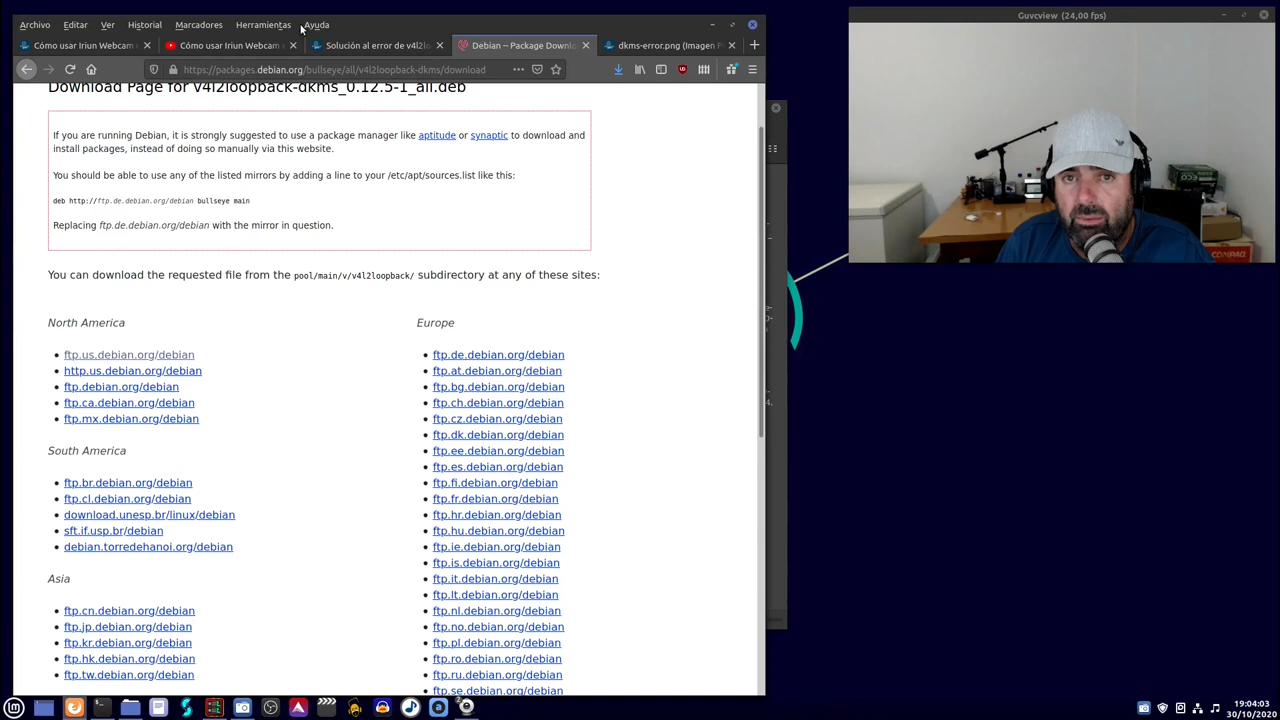 Archivo Editar Ver Historial Marcadores Herramientas Ayuda
Guvcview (24,00 fps)
Cómo usar Iriun Webcam
Cómo usar Iriun Webcam
Solución al error de v4l2lo
Debian -- Package Downlo
dkms-error.png (Imagen P
https://packages.debian.org/bullseye/all/v4l2loopback-dkms/download
Download Page for v4l2loopback-dkms_0.12.5-1_all.deb
If you are running Debian, it is strongly suggested to use a package manager like aptitude or synaptic to download and
install packages, instead of doing so manually via this website.
You should be able to use any of the listed mirrors by adding a line to your /etc/apt/sources.list like this:
deb http://ftp.de.debian.org/debian bullseye main
Replacing ftp.de.debian.org/debian with the mirror in question.
You can download the requested file from the pool/main/v/v4l2loopback/ subdirectory at any of these sites:
North America
ftp.us.debian.org/debian
http.us.debian.org/debian
ftp.debian.org/debian
ftp.ca.debian.org/debian
ftp.mx.debian.org/debian
South America
ftp.br.debian.org/debian
ftp.cl.debian.org/debian
download.unesp.br/linux/debian
sft.if.usp.br/debian
debian.torredehanoi.org/debian
Asia
ftp.cn.debian.org/debian
ftp.jp.debian.org/debian
ftp.kr.debian.org/debian
ftp.hk.debian.org/debian
ftp.tw.debian.org/debian
Europe
ftp.de.debian.org/debian
ftp.at.debian.org/debian
ftp.bg.debian.org/debian
ftp.ch.debian.org/debian
ftp.cz.debian.org/debian
ftp.dk.debian.org/debian
ftp.ee.debian.org/debian
ftp.es.debian.org/debian
ftp.fi.debian.org/debian
ftp.fr.debian.org/debian
ftp.hr.debian.org/debian
ftp.hu.debian.org/debian
ftp.ie.debian.org/debian
ftp.is.debian.org/debian
ftp.it.debian.org/debian
ftp.lt.debian.org/debian
ftp.nl.debian.org/debian
ftp.no.debian.org/debian
ftp.pl.debian.org/debian
ftp.ro.debian.org/debian
ftp.ru.debian.org/debian
ftp.se.debian.org/debian
COMPAQ
19:04:03
30/10/2020